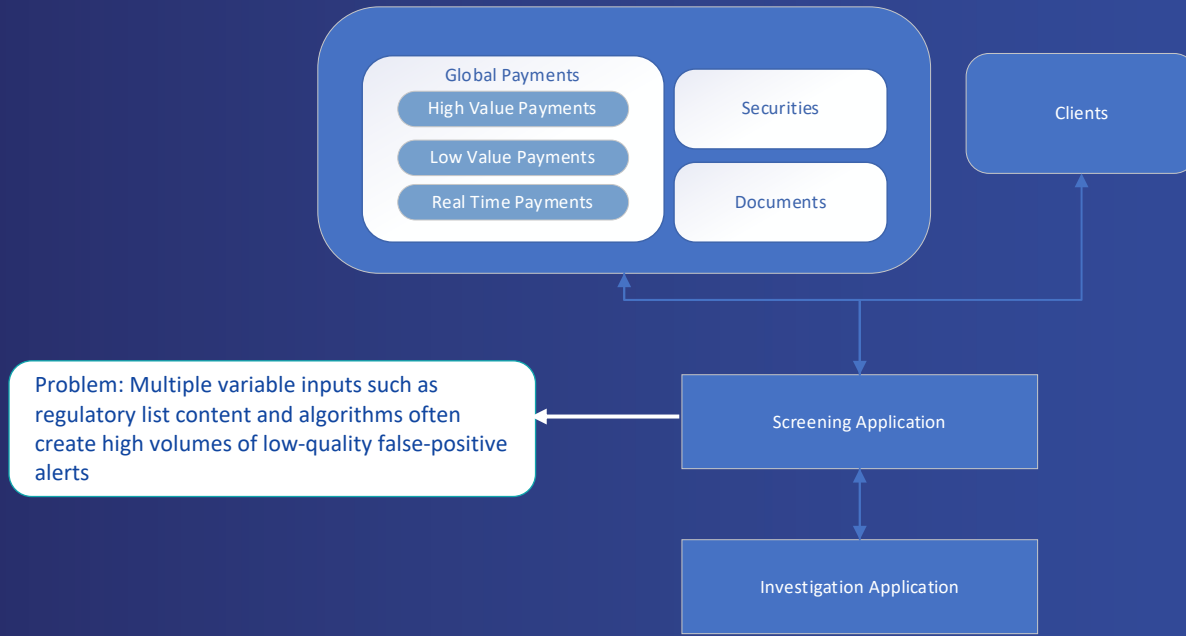 Global Payments
High Value Payments
Low Value Payments
Real Time Payments
Securities
Documents
Clients
Problem: Multiple variable inputs such as
regulatory list content and algorithms often
create high volumes of low-quality false-positive
alerts
Screening Application
Investigation Application